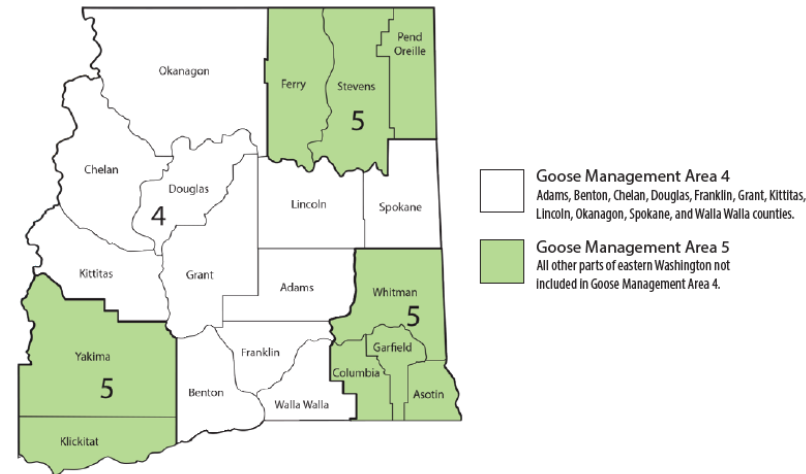 Okanagon
Ferry
Stevens
Pend
Oreille
5
Chelan
Douglas
4
Lincoln
Spokane
Kittitas
Grant
Adams
Whitman
5
Yakima
5
Franklin
Garfield
Columbia
Benton
Walla Walla
Asotin
Klickitat
Goose Management Area 4
Adams, Benton, Chelan, Douglas, Franklin, Grant, Kittitas,
Lincoln, Okanagon, Spokane, and Walla Walla counties.
Goose Management Area 5
All other parts of eastern Washington not
included in Goose Management Area 4.